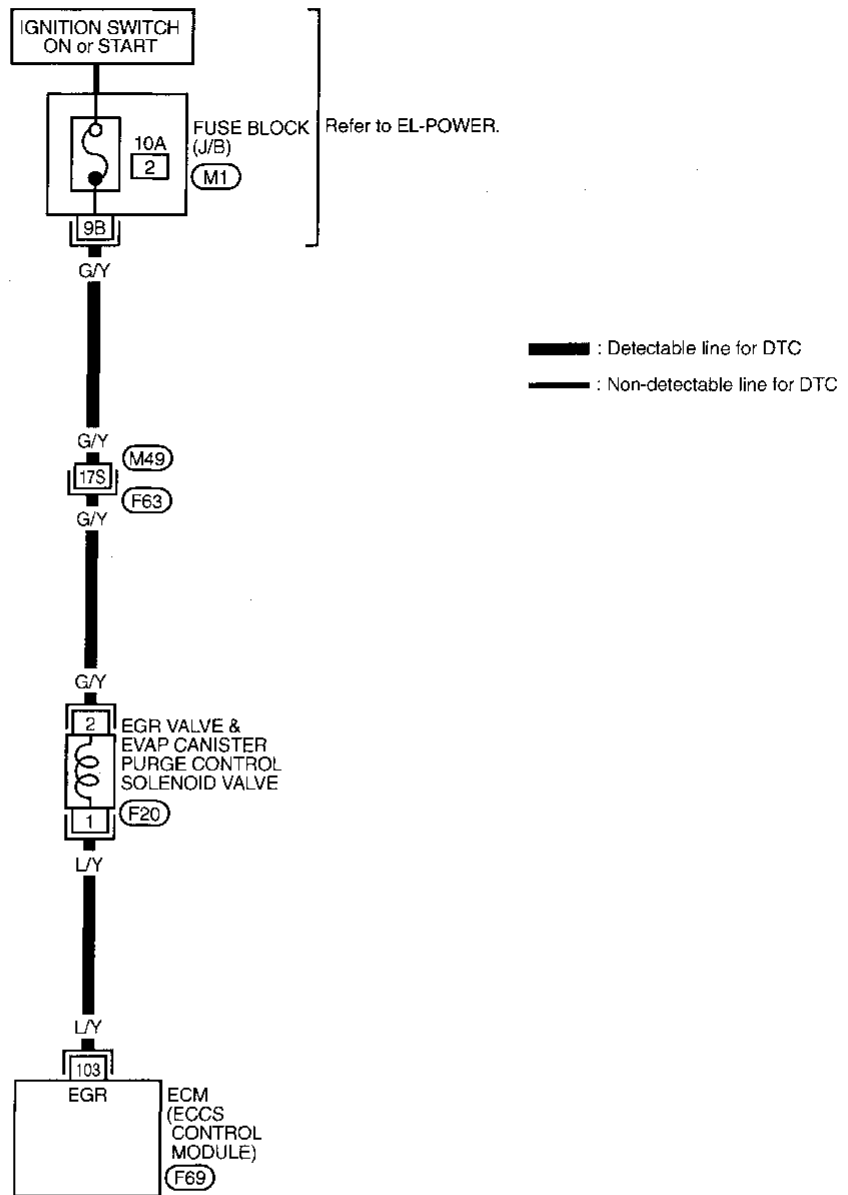 IGNITION SWITCH
ON or START
FUSE BLOCK
(J/B)
10A
2
M1
Refer to EL-POWER.
9B
G/Y
: Detectable line for DTC
: Non-detectable line for DTC
G/Y
M49
17S
F63
G/Y
G/Y
2
EGR VALVE &
EVAP CANISTER
PURGE CONTROL
SOLENOID VALVE
1
F20
L/Y
L/Y
103
EGR
ECM
(ECCS
CONTROL
MODULE)
F69